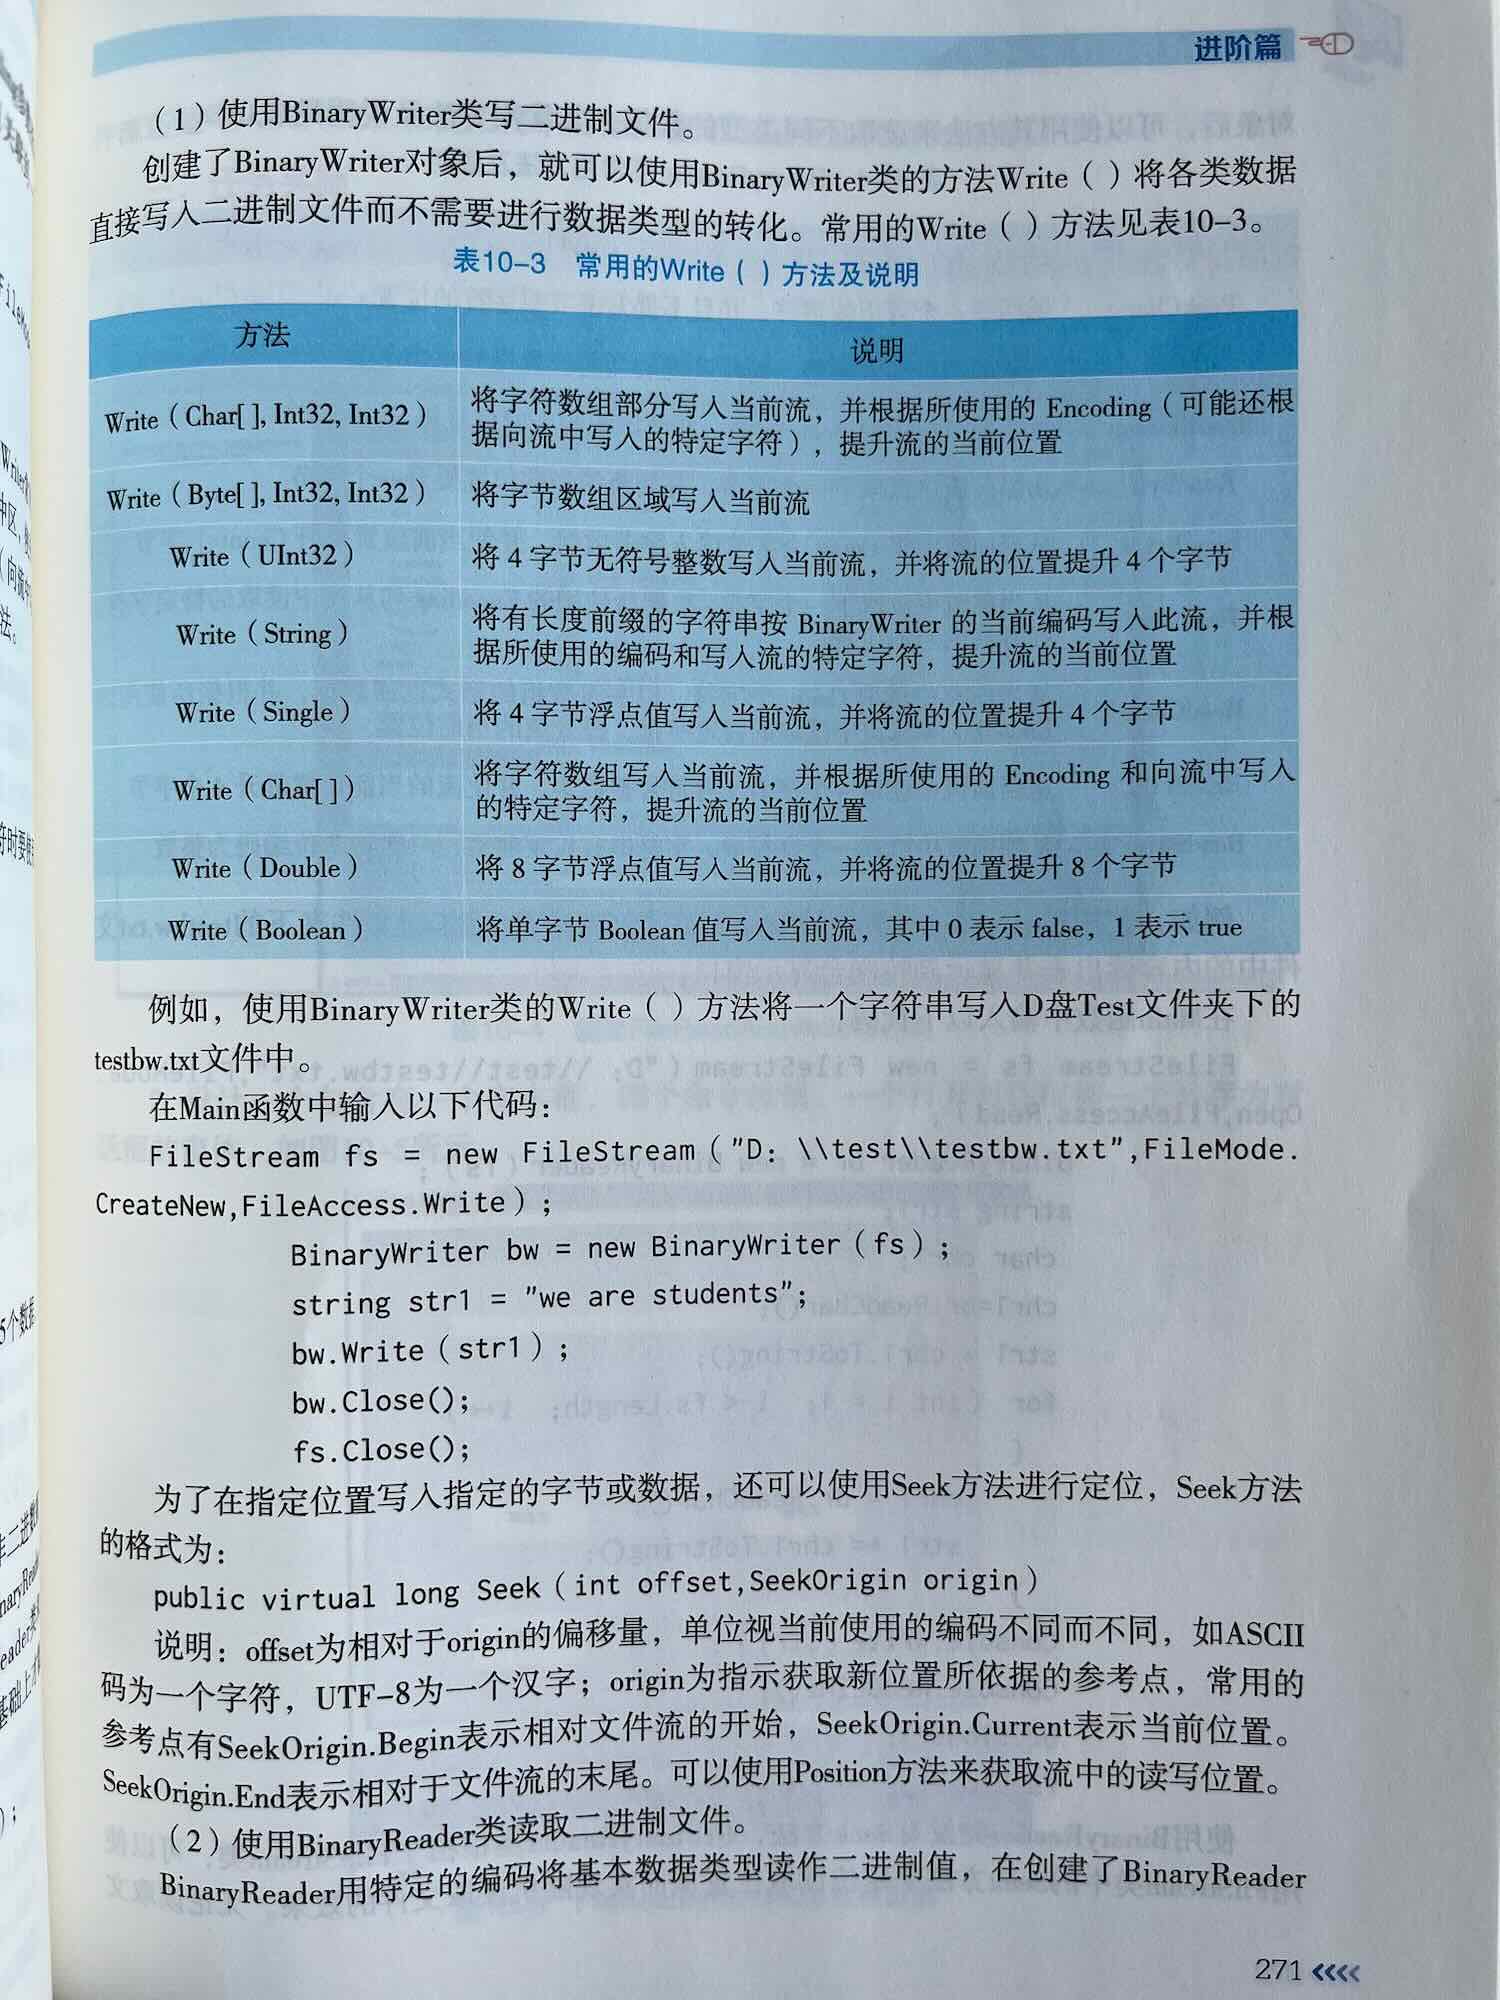 进阶篇
（1）使用BinaryWriter类写二进制文件。
创建了BinaryWriter对象后，就可以使用BinaryWriter类的方法Write（）将各类数据
直接写入二进制文件而不需要进行数据类型的转化。常用的Write（）方法见表10-3。
表10-3 常用的Write（）方法及说明
方法 说明
Write（Char[ ], Int32, Int32） 将字符数组部分写入当前流，并根据所使用的 Encoding（可能还根
据向流中写入的特定字符），提升流的当前位置
Write（Byte[ ], Int32, Int32） 将字节数组区域写入当前流
Write（UInt32） 将 4 字节无符号整数写入当前流，并将流的位置提升 4 个字节
Write（String） 将有长度前缀的字符串按 BinaryWriter 的当前编码写入此流，并根
据所使用的编码和写入流的特定字符，提升流的当前位置
Write（Single） 将 4 字节浮点值写入当前流，并将流的位置提升 4 个字节
Write（Char[ ]） 将字符数组写入当前流，并根据所使用的 Encoding 和向流中写入
的特定字符，提升流的当前位置
Write（Double） 将 8 字节浮点值写入当前流，并将流的位置提升 8 个字节
Write（Boolean） 将单字节 Boolean 值写入当前流，其中 0 表示 false，1 表示 true
例如，使用BinaryWriter类的Write（）方法将一个字符串写入D盘Test文件夹下的
testbw.txt文件中。
在Main函数中输入以下代码：
FileStream fs = new FileStream（"D：\\test\\testbw.txt",FileMode.
CreateNew,FileAccess.Write）；
BinaryWriter bw = new BinaryWriter（fs）；
string str1 = "we are students"；
bw.Write（str1）；
bw.Close()；
fs.Close()；
为了在指定位置写入指定的字节或数据，还可以使用Seek方法进行定位，Seek方法
的格式为：
public virtual long Seek（int offset,SeekOrigin origin）
说明：offset为相对于origin的偏移量，单位视当前使用的编码不同而不同，如ASCII
码为一个字符，UTF-8为一个汉字；origin为指示获取新位置所依据的参考点，常用的
参考点有SeekOrigin.Begin表示相对文件流的开始，SeekOrigin.Current表示当前位置。
SeekOrigin.End表示相对于文件流的末尾。可以使用Position方法来获取流中的读写位置。
（2）使用BinaryReader类读取二进制文件。
BinaryReader用特定的编码将基本数据类型读作二进制值，在创建了BinaryReader
271